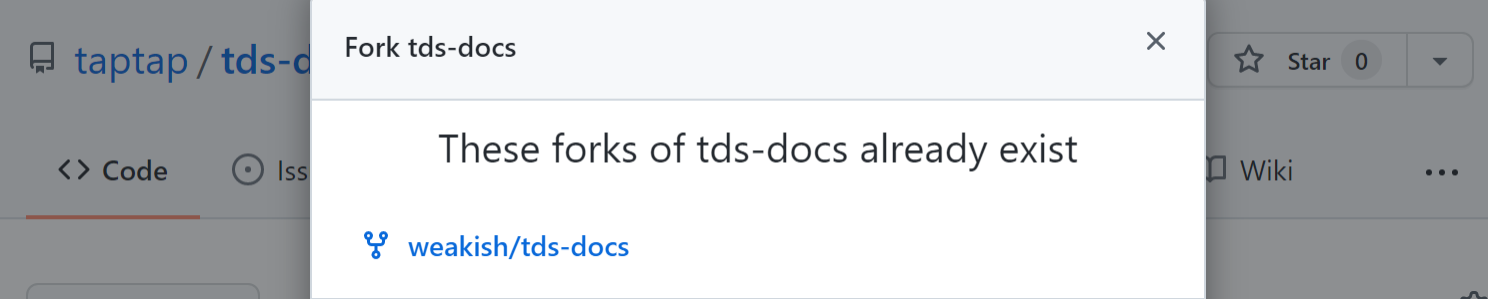 Fork tds-docs
taptap / tds-d
Star 0
These forks of tds-docs already exist
Code
Iss
Wiki
weakish/tds-docs